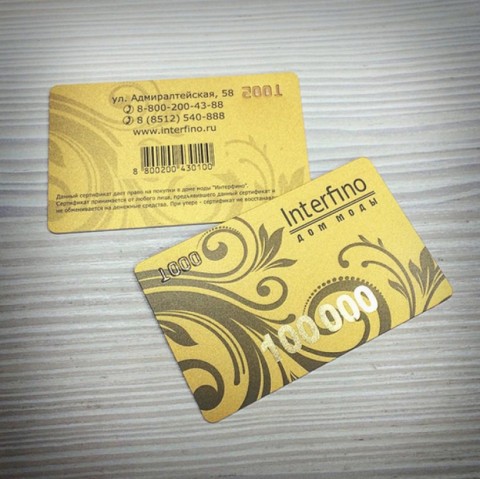 ул. Адмиралтейская, 58
8-800-200-43-88
8 (8512) 540-888
www.interfino.ru
8 800200 430100
Данный сертификат дает право на покупки в доме моды "Интерфино".
Сертификат принимается от любого лица, предъявившего данный сертификат и
не обменивается на денежные средства. При утере - сертификат не
Interfino
ДОМ МОДЫ
1000
100 000